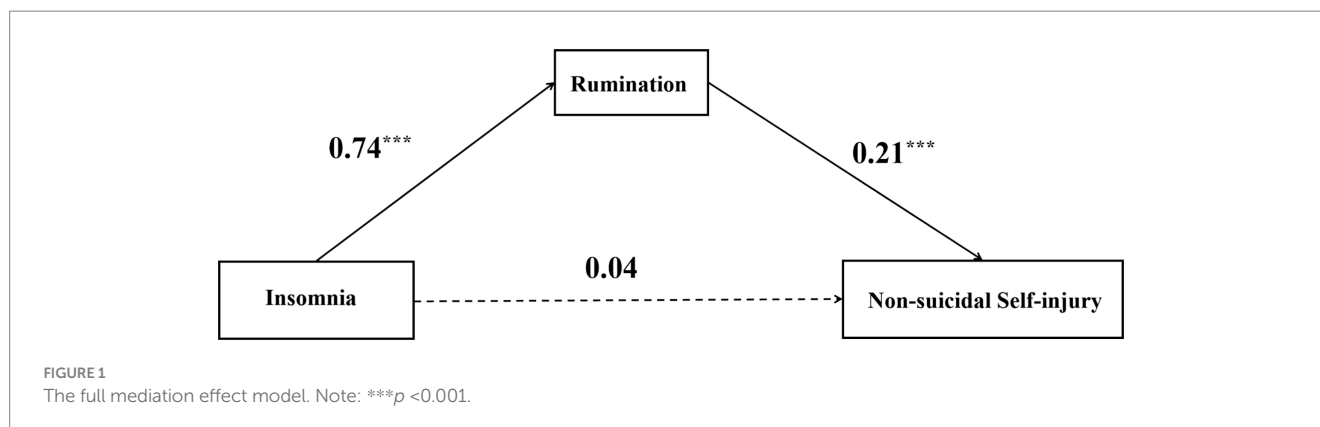 Rumination
0.74***
0.21***
0.04
Insomnia
Non-suicidal Self-injury
FIGURE 1
The full mediation effect model. Note: ***p <0.001.